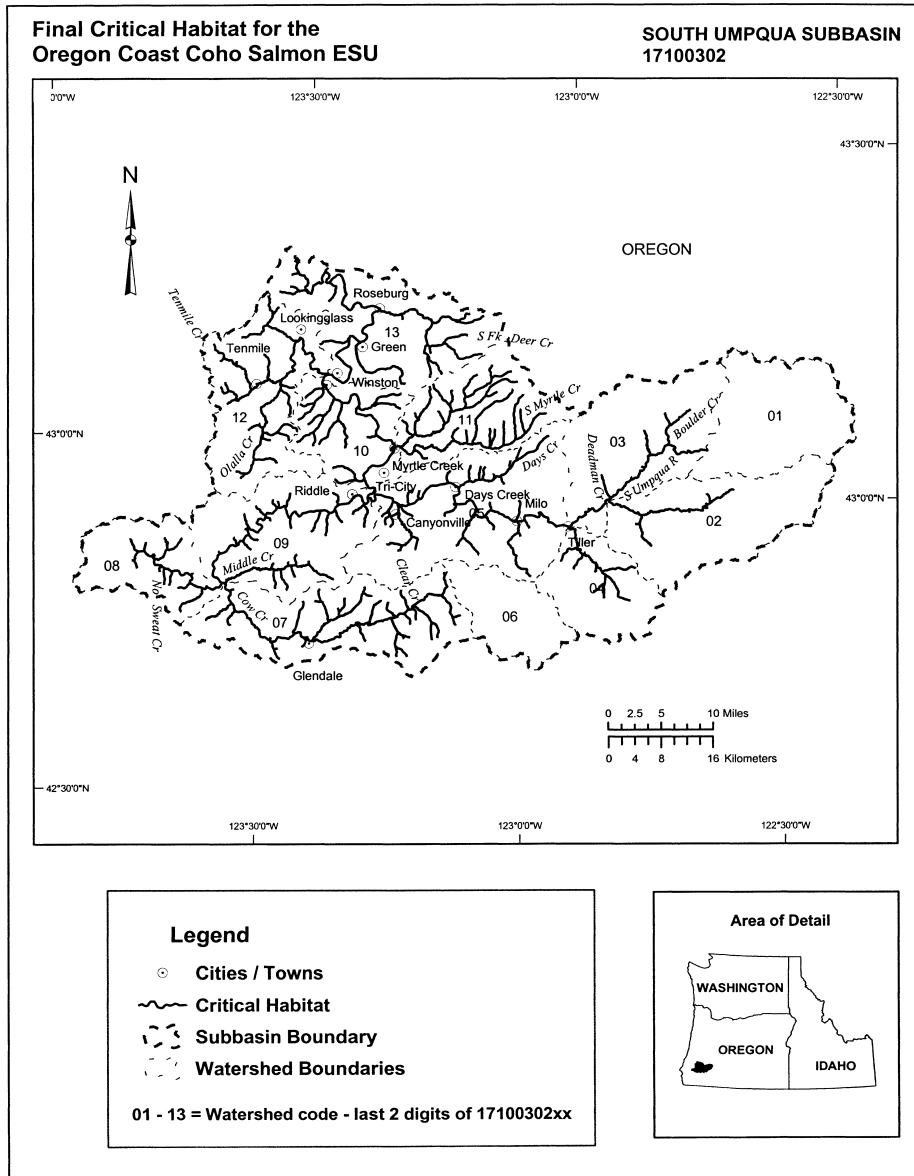 Final Critical Habitat for the
Oregon Coast Coho Salmon ESU
SOUTH UMPQUA SUBBASIN
17100302
0'0"W
123°30'0"W
123°0'0"W
122°30'0"W
43°30'0"N
N
OREGON
Tenmile Cr
Roseburg
Lookingglass
13
S Fk Deer Cr
Green
Tenmile
Winston
12
S Myrtle Cr
11
Boulder Cr
01
43°0'0"N
Olalla Cr
10
03
Days Cr
Deadman Cr
S Umpqua R
Myrtle Creek
Tri-City
Riddle
Days Creek
43°0'0"N
05
Milo
Canyonville
02
Tiller
09
08
Middle Cr
Clear Cr
04
No Sweat Cr
Cow Cr
07
06
Glendale
0 2.5 5 10 Miles
0 4 8 16 Kilometers
42°30'0"N
123°30'0"W
123°0'0"W
122°30'0"W
Legend
Cities / Towns
Critical Habitat
Subbasin Boundary
Watershed Boundaries
01 - 13 = Watershed code - last 2 digits of 17100302xx
Area of Detail
WASHINGTON
OREGON
IDAHO